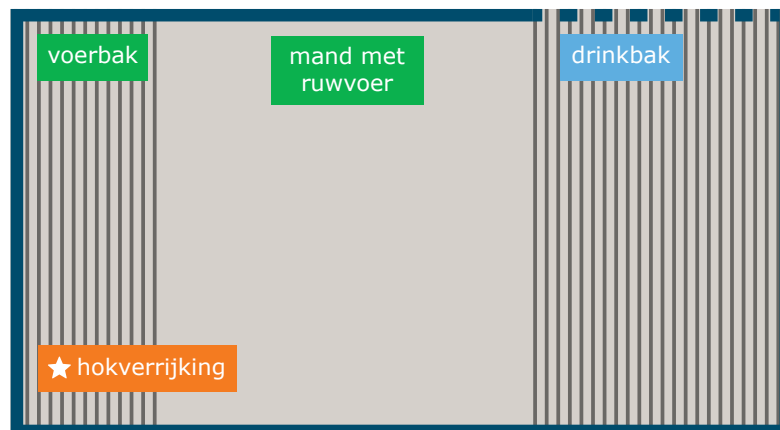 voerbak
mand met
ruwvoer
drinkbak
hokverrijking